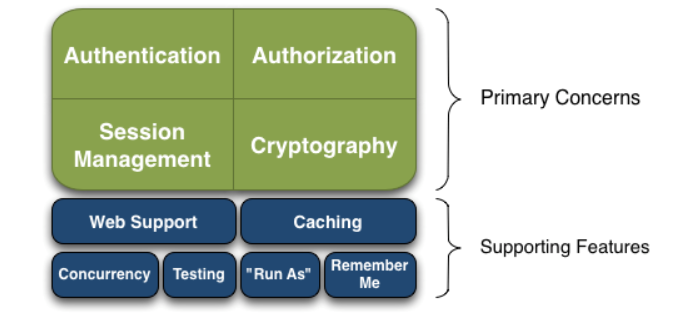 Authentication
Authorization
Primary Concerns
Session
Management
Cryptography
Web Support
Caching
Supporting Features
Concurrency
Testing
"Run As"
Remember
Me